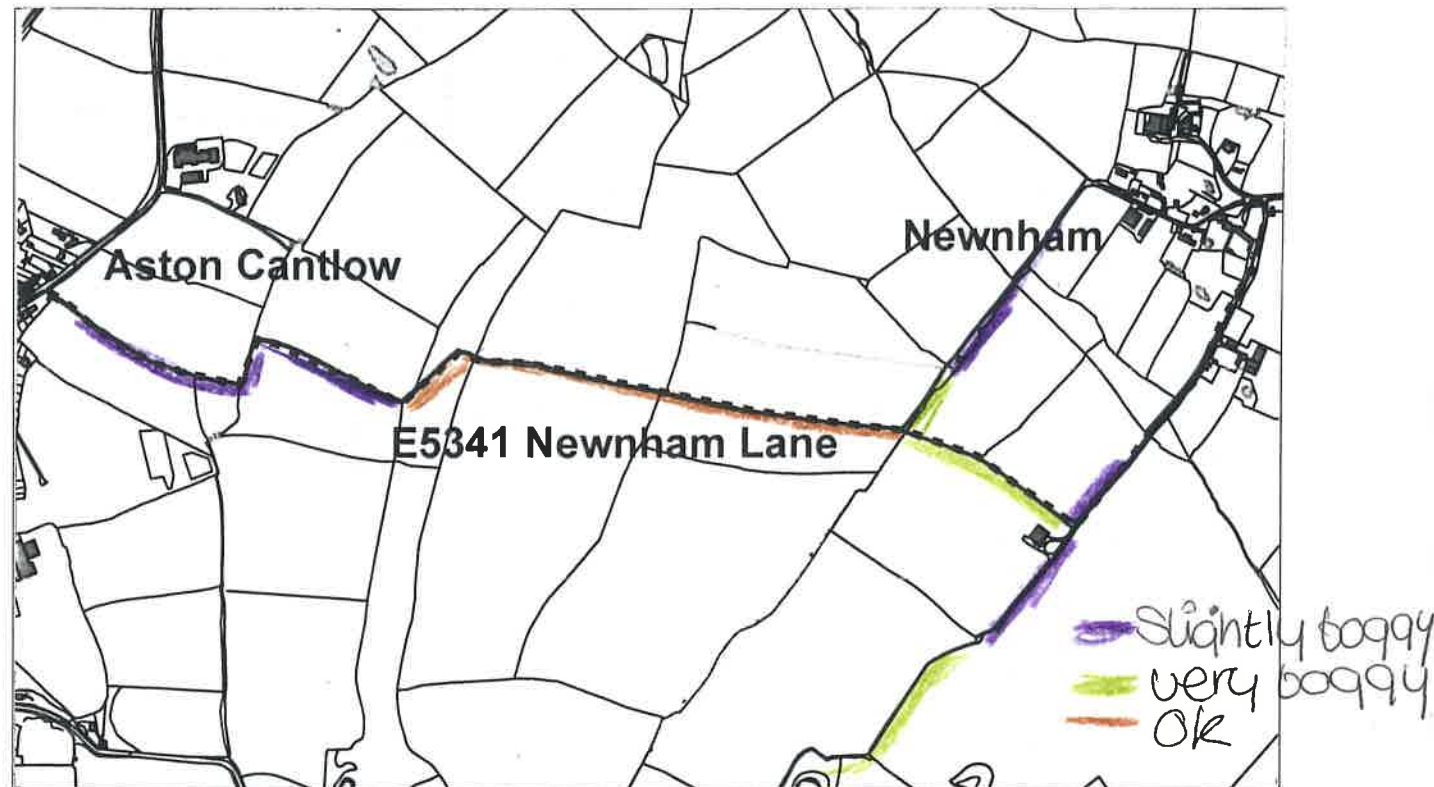 Newnham
Aston Cantlow
E5341 Newnham Lane
Slightly boggy
very boggy
Ok